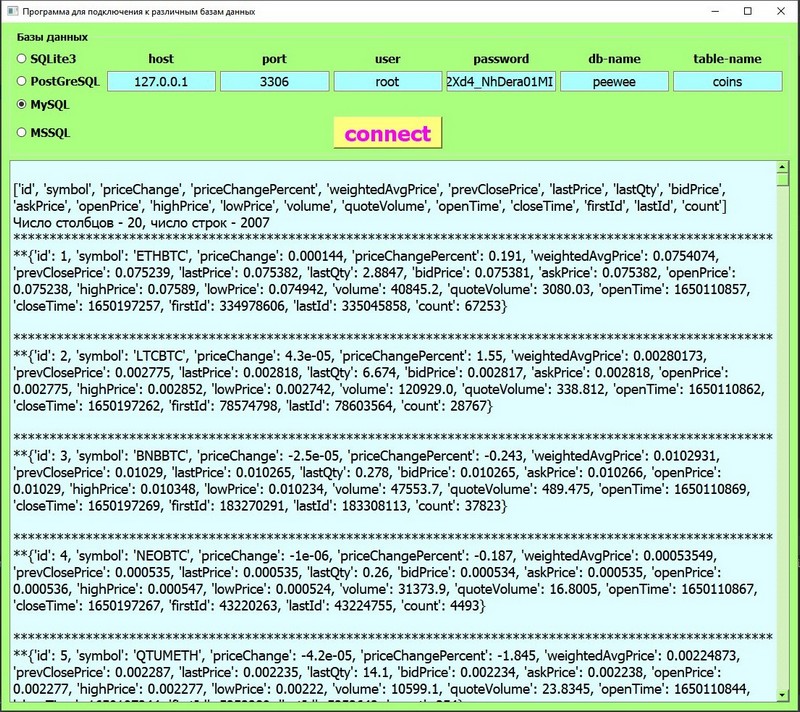 Программа для подключения к различным базам данных
Базы данных
SQLite3 host port user password db-name table-name
PostGreSQL 127.0.0.1 3306 root 2Xd4_NhDera01MI peewee coins
MySQL
MSSQL connect
['id', 'symbol', 'priceChange', 'priceChangePercent', 'weightedAvgPrice', 'prevClosePrice', 'lastPrice', 'lastQty', 'bidPrice',
'askPrice', 'openPrice', 'highPrice', 'lowPrice', 'volume', 'quoteVolume', 'openTime', 'closeTime', 'firstId', 'lastId', 'count']
Число столбцов - 20, число строк - 2007
**********************************************************************************************
**{'id': 1, 'symbol': 'ETHBTC', 'priceChange': 0.000144, 'priceChangePercent': 0.191, 'weightedAvgPrice': 0.0754074,
'prevClosePrice': 0.075239, 'lastPrice': 0.075382, 'lastQty': 2.8847, 'bidPrice': 0.075381, 'askPrice': 0.075382, 'openPrice':
0.075238, 'highPrice': 0.07589, 'lowPrice': 0.074942, 'volume': 40845.2, 'quoteVolume': 3080.03, 'openTime': 1650110857,
'closeTime': 1650197257, 'firstId': 334978606, 'lastId': 335045858, 'count': 67253}
**********************************************************************************************
**{'id': 2, 'symbol': 'LTCBTC', 'priceChange': 4.3e-05, 'priceChangePercent': 1.55, 'weightedAvgPrice': 0.00280173,
'prevClosePrice': 0.002775, 'lastPrice': 0.002818, 'lastQty': 6.674, 'bidPrice': 0.002817, 'askPrice': 0.002818, 'openPrice':
0.002775, 'highPrice': 0.002852, 'lowPrice': 0.002742, 'volume': 120929.0, 'quoteVolume': 338.812, 'openTime': 1650110862,
'closeTime': 1650197262, 'firstId': 78574798, 'lastId': 78603564, 'count': 28767}
**********************************************************************************************
**{'id': 3, 'symbol': 'BNBBTC', 'priceChange': -2.5e-05, 'priceChangePercent': -0.243, 'weightedAvgPrice': 0.0102931,
'prevClosePrice': 0.01029, 'lastPrice': 0.010265, 'lastQty': 0.278, 'bidPrice': 0.010265, 'askPrice': 0.010266, 'openPrice':
0.01029, 'highPrice': 0.010348, 'lowPrice': 0.010234, 'volume': 47553.7, 'quoteVolume': 489.475, 'openTime': 1650110869,
'closeTime': 1650197269, 'firstId': 183270291, 'lastId': 183308113, 'count': 37823}
**********************************************************************************************
**{'id': 4, 'symbol': 'NEOBTC', 'priceChange': -1e-06, 'priceChangePercent': -0.187, 'weightedAvgPrice': 0.00053549,
'prevClosePrice': 0.000535, 'lastPrice': 0.000535, 'lastQty': 0.26, 'bidPrice': 0.000534, 'askPrice': 0.000535, 'openPrice':
0.000536, 'highPrice': 0.000547, 'lowPrice': 0.000524, 'volume': 31373.9, 'quoteVolume': 16.8005, 'openTime': 1650110867,
'closeTime': 1650197267, 'firstId': 43220263, 'lastId': 43224755, 'count': 4493}
**********************************************************************************************
**{'id': 5, 'symbol': 'QTUMETH', 'priceChange': -4.2e-05, 'priceChangePercent': -1.845, 'weightedAvgPrice': 0.00224873,
'prevClosePrice': 0.002287, 'lastPrice': 0.002235, 'lastQty': 14.1, 'bidPrice': 0.002234, 'askPrice': 0.002238, 'openPrice':
0.002277, 'highPrice': 0.002277, 'lowPrice': 0.00222, 'volume': 10599.1, 'quoteVolume': 23.8345, 'openTime': 1650110844,